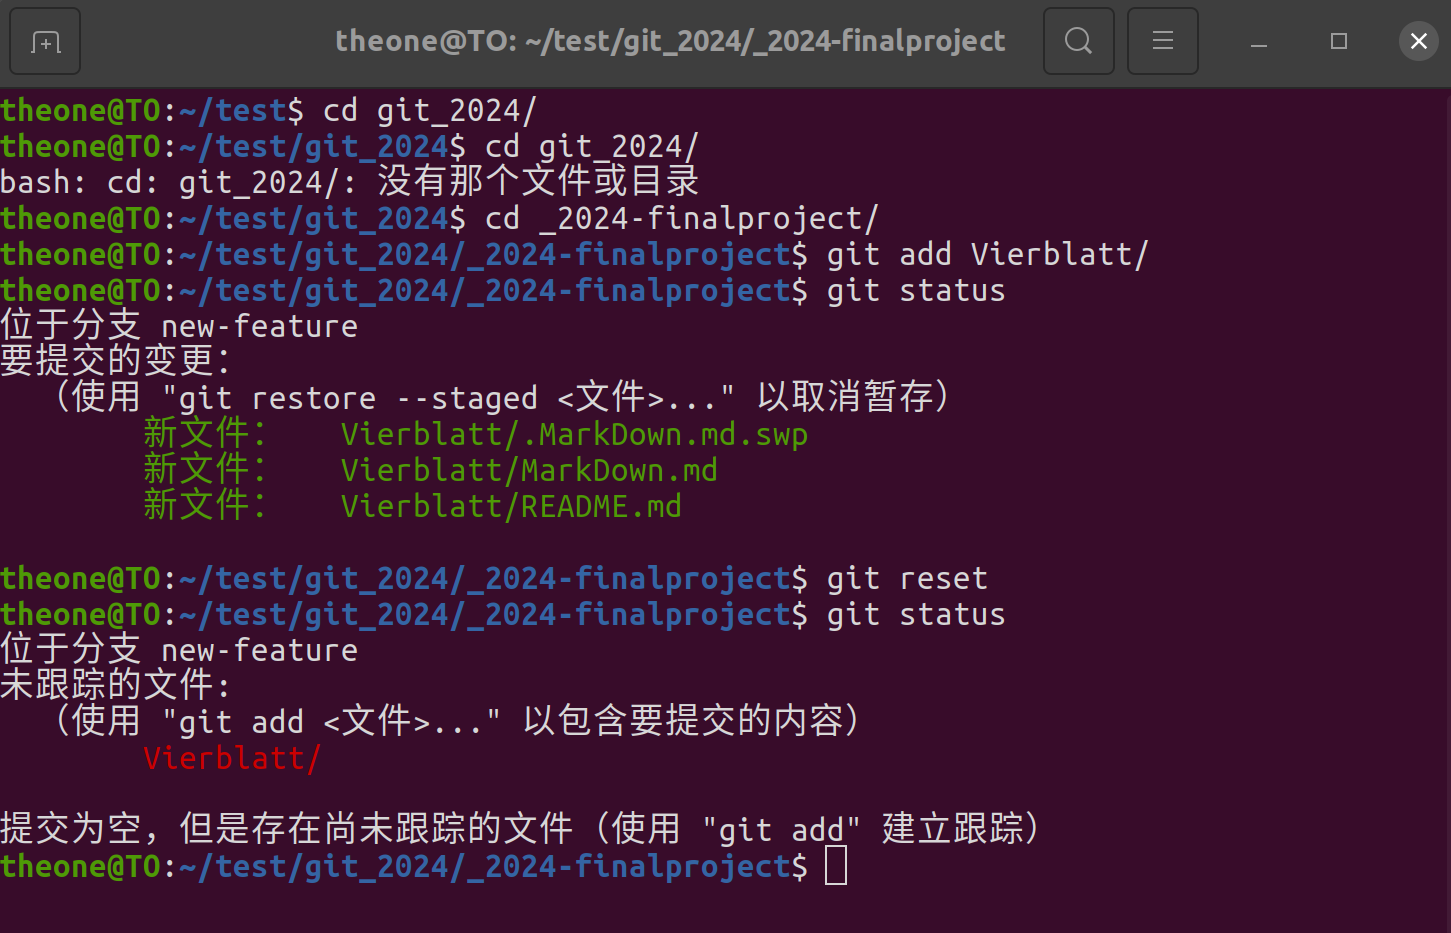 theone@TO: ~/test/git_2024/_2024-finalproject
theone@TO:~/test$ cd git_2024/
theone@TO:~/test/git_2024$ cd git_2024/
bash: cd: git_2024/: 没有那个文件或目录
theone@TO:~/test/git_2024$ cd _2024-finalproject/
theone@TO:~/test/git_2024/_2024-finalproject$ git add Vierblatt/
theone@TO:~/test/git_2024/_2024-finalproject$ git status
位于分支 new-feature
要提交的变更：
  （使用 "git restore --staged <文件>..." 以取消暂存）
        新文件：   Vierblatt/.MarkDown.md.swp
        新文件：   Vierblatt/MarkDown.md
        新文件：   Vierblatt/README.md
theone@TO:~/test/git_2024/_2024-finalproject$ git reset
theone@TO:~/test/git_2024/_2024-finalproject$ git status
位于分支 new-feature
未跟踪的文件:
  （使用 "git add <文件>..." 以包含要提交的内容）
        Vierblatt/
提交为空，但是存在尚未跟踪的文件（使用 "git add" 建立跟踪）
theone@TO:~/test/git_2024/_2024-finalproject$